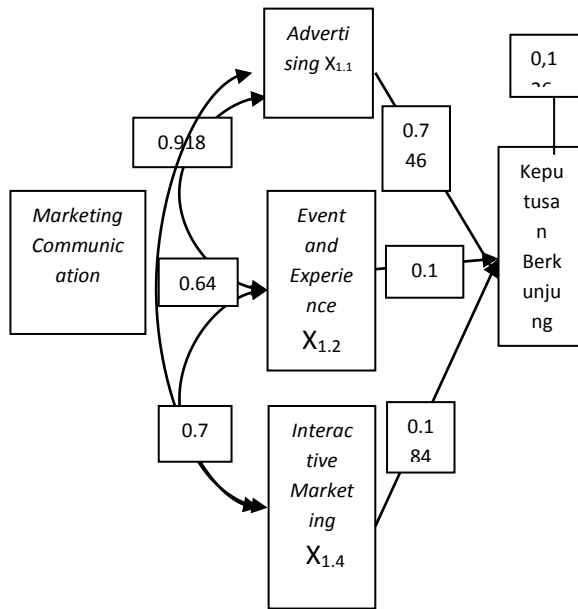 Adverti
sing X1.1
0,1
0.918
0.7
46
Marketing
Communic
ation
Event
and
Experie
nce
X1.2
Kepu
tusa
n
Berk
unju
ng
0.64
0.1
0.7
Interac
tive
Market
ing
X1.4
0.1
84